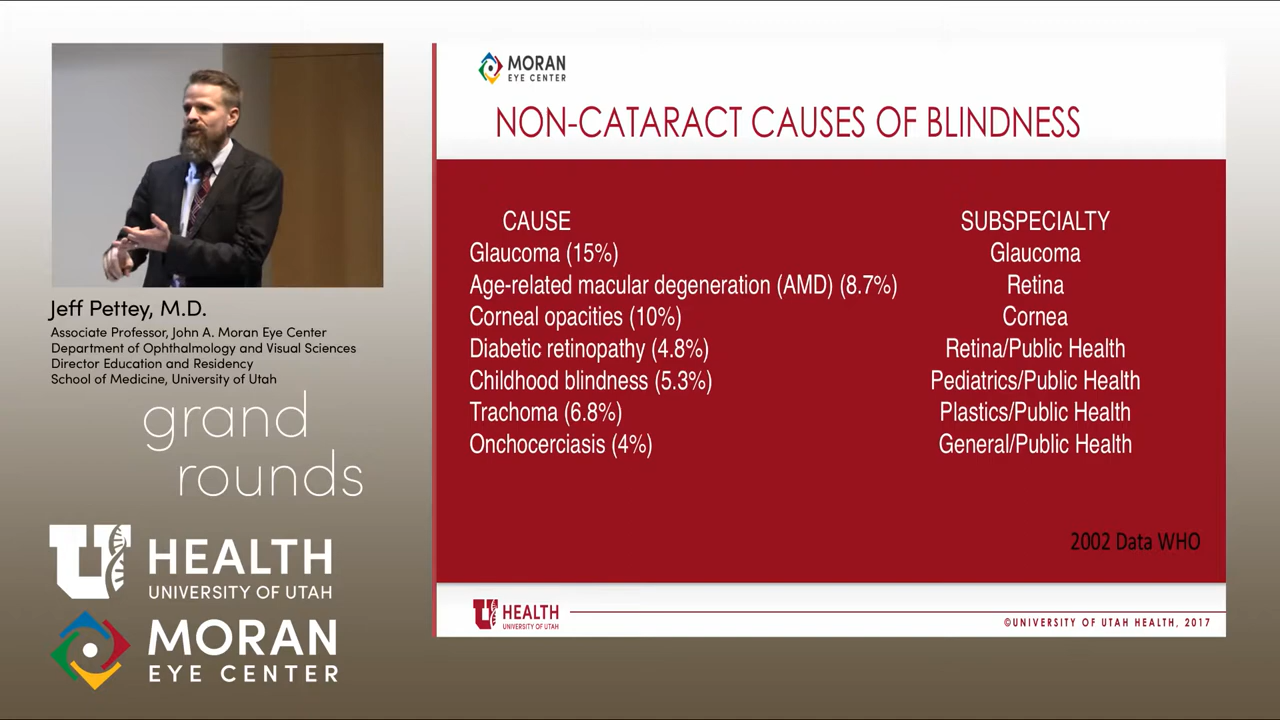 Jeff Pettey, M.D.
Associate Professor, John A. Moran Eye Center
Department of Ophthalmology and Visual Sciences
Director Education and Residency
School of Medicine, University of Utah
grand
rounds
U HEALTH
UNIVERSITY OF UTAH
MORAN
EYE CENTER
MORAN
EYE CENTER
NON-CATARACT CAUSES OF BLINDNESS
CAUSE SUBSPECIALTY
Glaucoma (15%) Glaucoma
Age-related macular degeneration (AMD) (8.7%) Retina
Corneal opacities (10%) Cornea
Diabetic retinopathy (4.8%) Retina/Public Health
Childhood blindness (5.3%) Pediatrics/Public Health
Trachoma (6.8%) Plastics/Public Health
Onchocerciasis (4%) General/Public Health
2002 Data WHO
U HEALTH
UNIVERSITY OF UTAH
©UNIVERSITY OF UTAH HEALTH, 2017